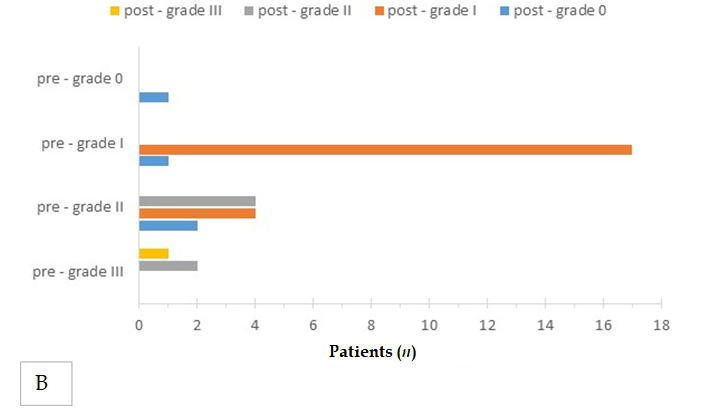 post - grade III post - grade II post - grade I post - grade 0
pre - grade 0
pre - grade I
pre - grade II
pre - grade III
0 2 4 6 8 10 12 14 16 18
Patients (n)
B